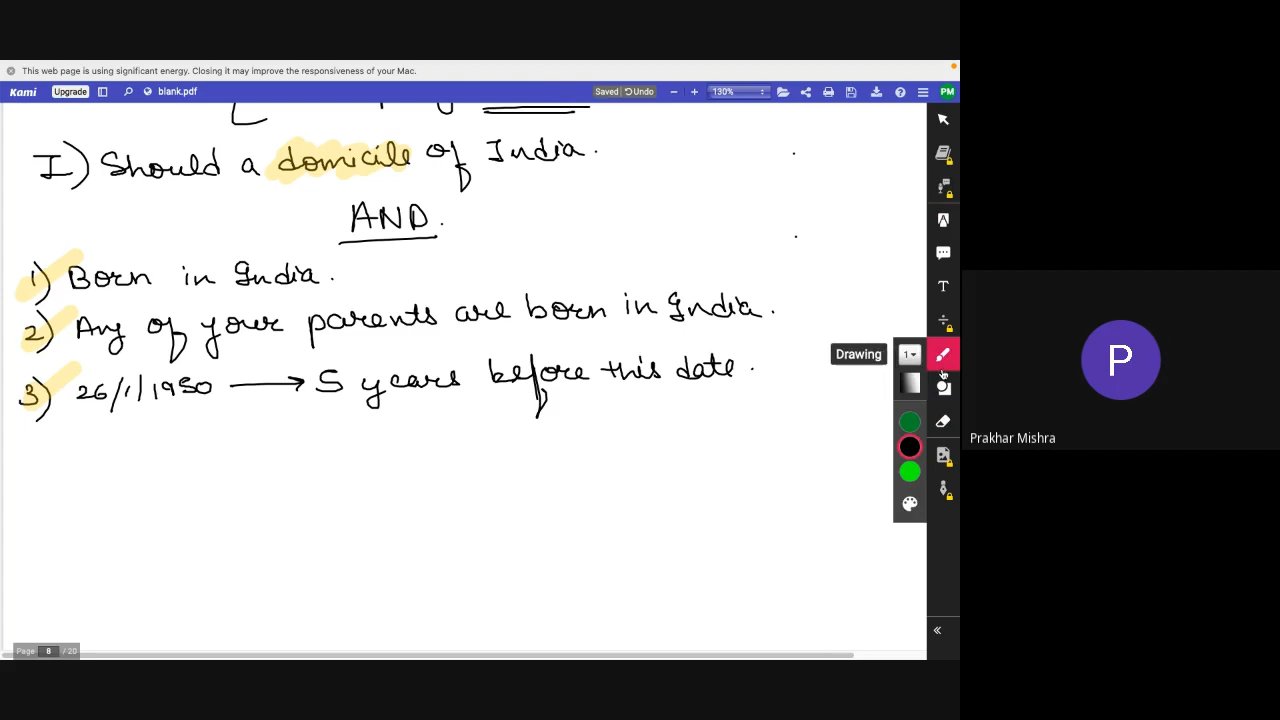 This web page is using significant energy. Closing it may improve the responsiveness of your Mac.
Kami Upgrade blank.pdf Saved Undo 130% PM
I) Should a domicile of India.
AND.
1) Born in India.
2) Any of your parents are born in India.
3) 26/1/1950 → 5 years before this date.
Drawing
1
T
P
Prakhar Mishra
Page 8 / 20